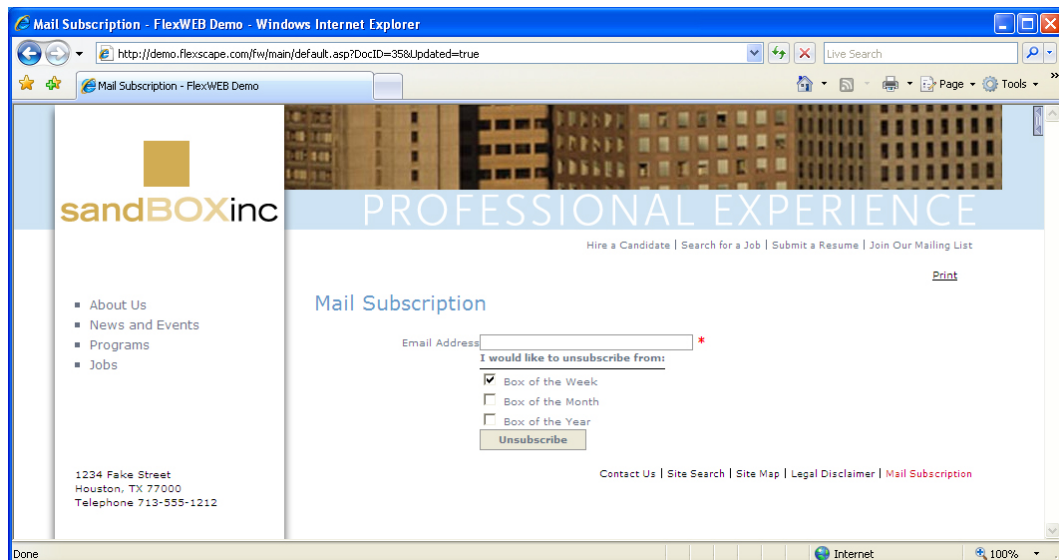 Mail Subscription - FlexWEB Demo - Windows Internet Explorer
http://demo.flexscape.com/fw/main/default.asp?DocID=35&Updated=true
Live Search
Mail Subscription - FlexWEB Demo
Page
Tools
»
sandBOXinc
PROFESSIONAL EXPERIENCE
Hire a Candidate | Search for a Job | Submit a Resume | Join Our Mailing List
Print
About Us
News and Events
Programs
Jobs
Mail Subscription
Email Address *
I would like to unsubscribe from:
Box of the Week
Box of the Month
Box of the Year
Unsubscribe
1234 Fake Street
Houston, TX 77000
Telephone 713-555-1212
Contact Us | Site Search | Site Map | Legal Disclaimer | Mail Subscription
Done
Internet
100%